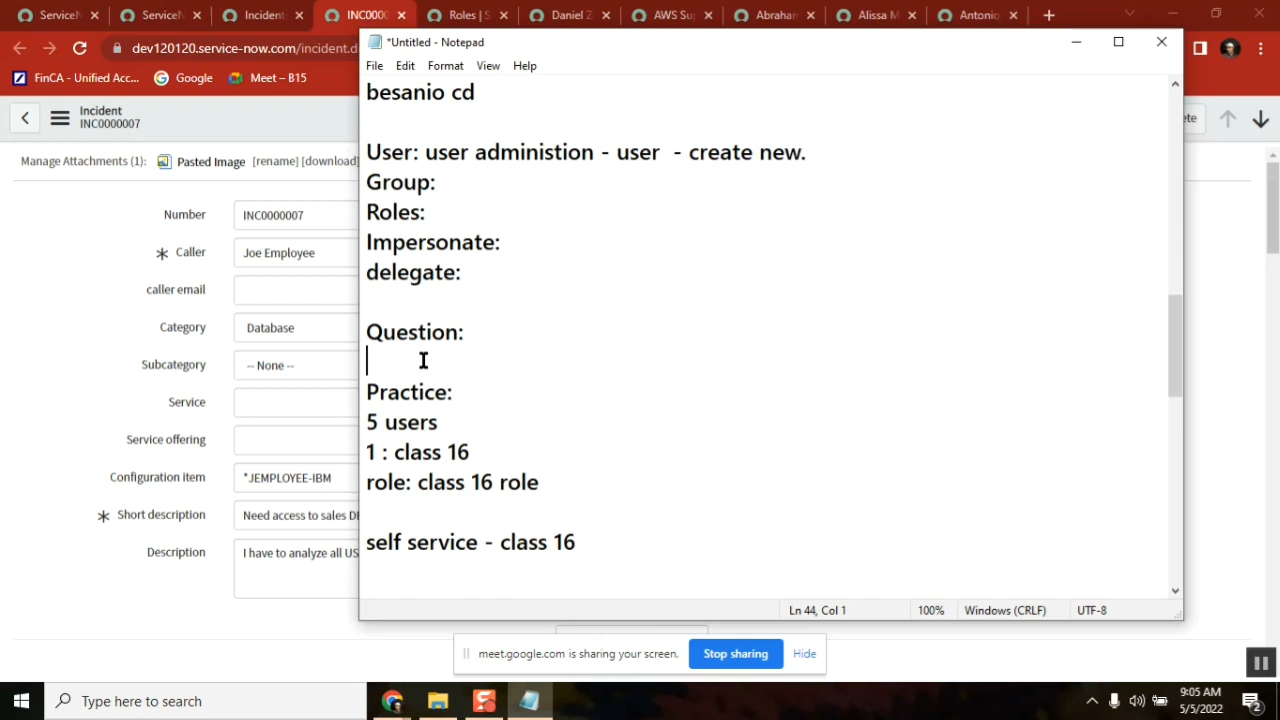 ServiceN
ServiceN
Incident
INC0000
Roles | S
Daniel Z
AWS Sup
Abrahan
Alissa M
Antonio
dev120120.service-now.com/incident.d
FinCA - Unified Acc...
Google
Meet – B15
*Untitled - Notepad
File Edit Format View Help
Incident
INC0000007
Manage Attachments (1): Pasted Image [rename] [download]
Number INC0000007
Caller Joe Employee
caller email
Category Database
Subcategory -- None --
Service
Service offering
Configuration item *JEMPLOYEE-IBM
Short description Need access to sales DI
Description I have to analyze all US
besanio cd
User: user administion - user - create new.
Group:
Roles:
Impersonate:
delegate:
Question:
Practice:
5 users
1 : class 16
role: class 16 role
self service - class 16
Ln 44, Col 1 100% Windows (CRLF) UTF-8
meet.google.com is sharing your screen. Stop sharing Hide
Type here to search
9:05 AM
5/5/2022
2